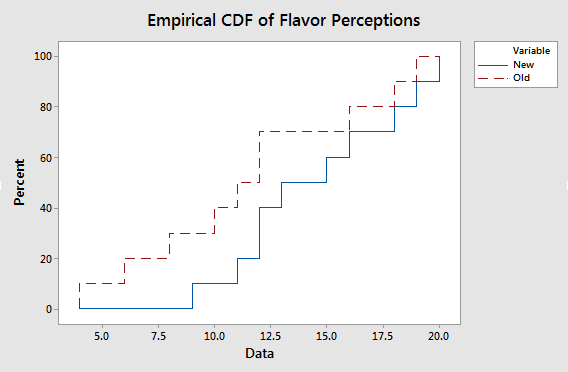 Empirical CDF of Flavor Perceptions
Variable
New
Old
Percent
100
80
60
40
20
0
5.0
7.5
10.0
12.5
15.0
17.5
20.0
Data